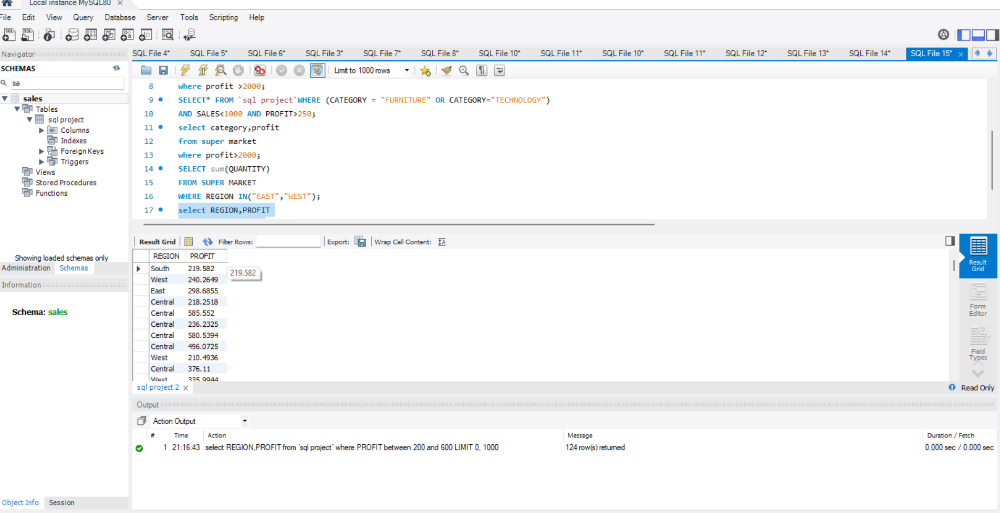 Local instance MySQL80
File Edit View Query Database Server Tools Scripting Help
Navigator
SCHEMAS
sa
sales
Tables
sql project
Columns
Indexes
Foreign Keys
Triggers
Views
Stored Procedures
Functions
Showing loaded schemas only
Administration Schemas
Information
Schema: sales
Object Info Session
SQL File 4* SQL File 5* SQL File 6* SQL File 3* SQL File 7* SQL File 8* SQL File 10* SQL File 11* SQL File 10* SQL File 11* SQL File 12* SQL File 13* SQL File 14* SQL File 15*
Limit to 1000 rows
8 where profit >2000;
9 SELECT* FROM `sql project`WHERE (CATEGORY = "FURNITURE" OR CATEGORY="TECHNOLOGY")
10 AND SALES<1000 AND PROFIT>250;
11 select category,profit
12 from super market
13 where profit>2000;
14 SELECT sum(QUANTITY)
15 FROM SUPER MARKET
16 WHERE REGION IN("EAST","WEST");
17 select REGION,PROFIT
Result Grid Filter Rows: Export: Wrap Cell Content:
REGION PROFIT
South 219.582
219.582
West 240.2649
East 298.6855
Central 218.2518
Central 585.552
Central 236.2325
Central 580.5394
Central 496.0725
West 210.4936
Central 376.11
West 335.9944
Result
Grid
Form
Editor
Field
Types
sql project 2
Read Only
Output
Action Output
# Time Action Message Duration / Fetch
1 21:16:43 select REGION,PROFIT from `sql project` where PROFIT between 200 and 600 LIMIT 0, 1000 124 row(s) returned 0.000 sec / 0.000 sec